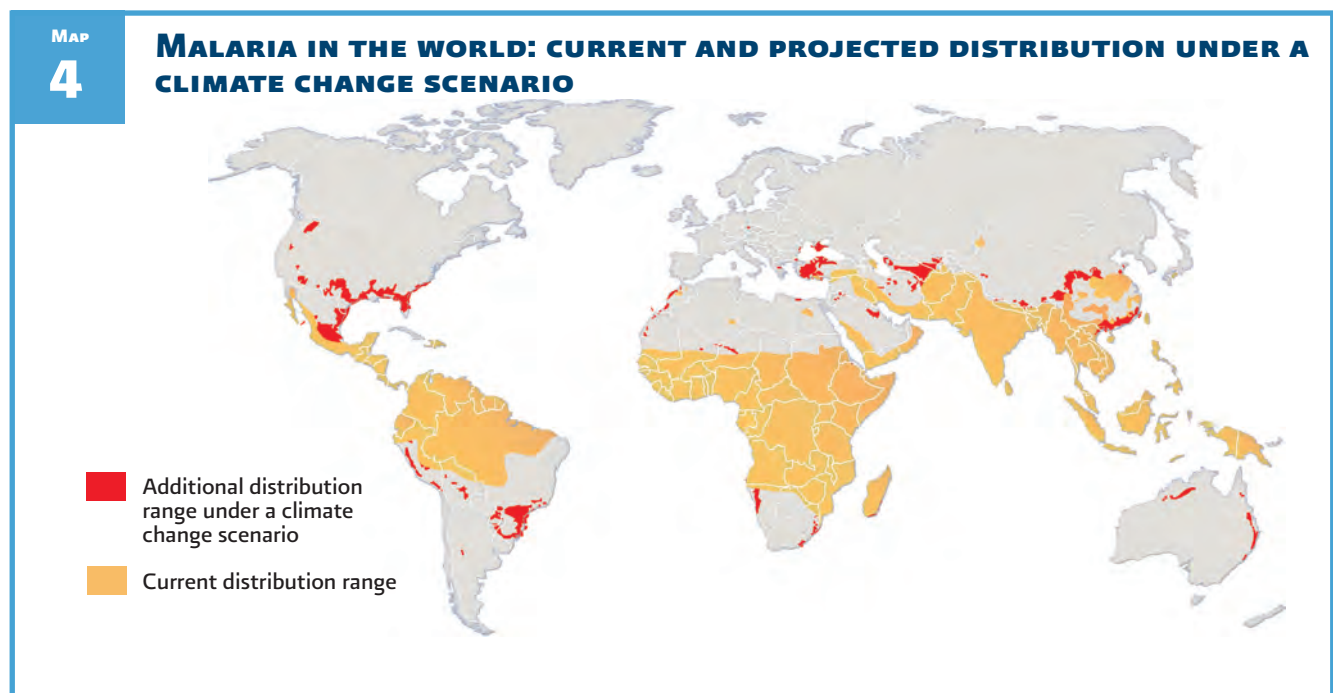 Map
4
Malaria in the world: current and projected distribution under a
climate change scenario
Additional distribution
range under a climate
change scenario
Current distribution range